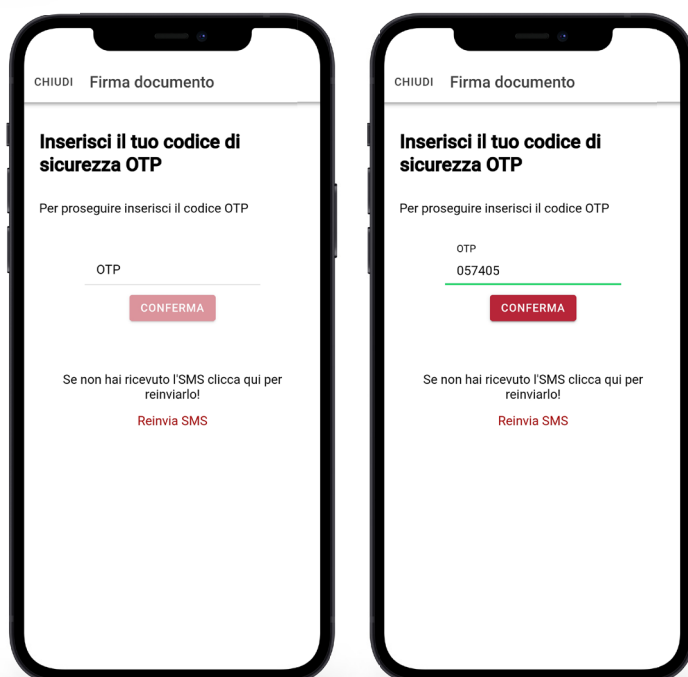 CHIUDI Firma documento
Inserisci il tuo codice di
sicurezza OTP
Per proseguire inserisci il codice OTP
OTP
CONFERMA
Se non hai ricevuto l'SMS clicca qui per
reinviarlo!
Reinvia SMS
CHIUDI Firma documento
Inserisci il tuo codice di
sicurezza OTP
Per proseguire inserisci il codice OTP
OTP
057405
CONFERMA
Se non hai ricevuto l'SMS clicca qui per
reinviarlo!
Reinvia SMS